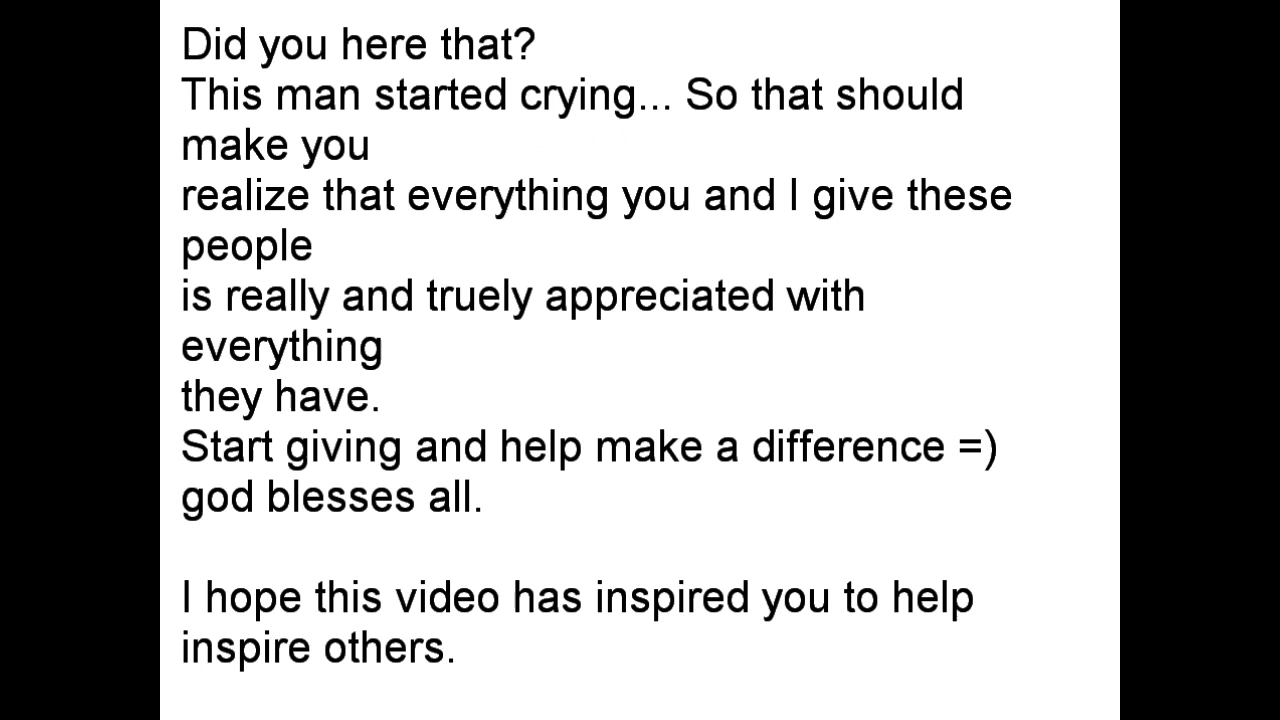 Did you here that?
This man started crying... So that should
make you
realize that everything you and I give these
people
is really and truely appreciated with
everything
they have.
Start giving and help make a difference =)
god blesses all.
I hope this video has inspired you to help
inspire others.